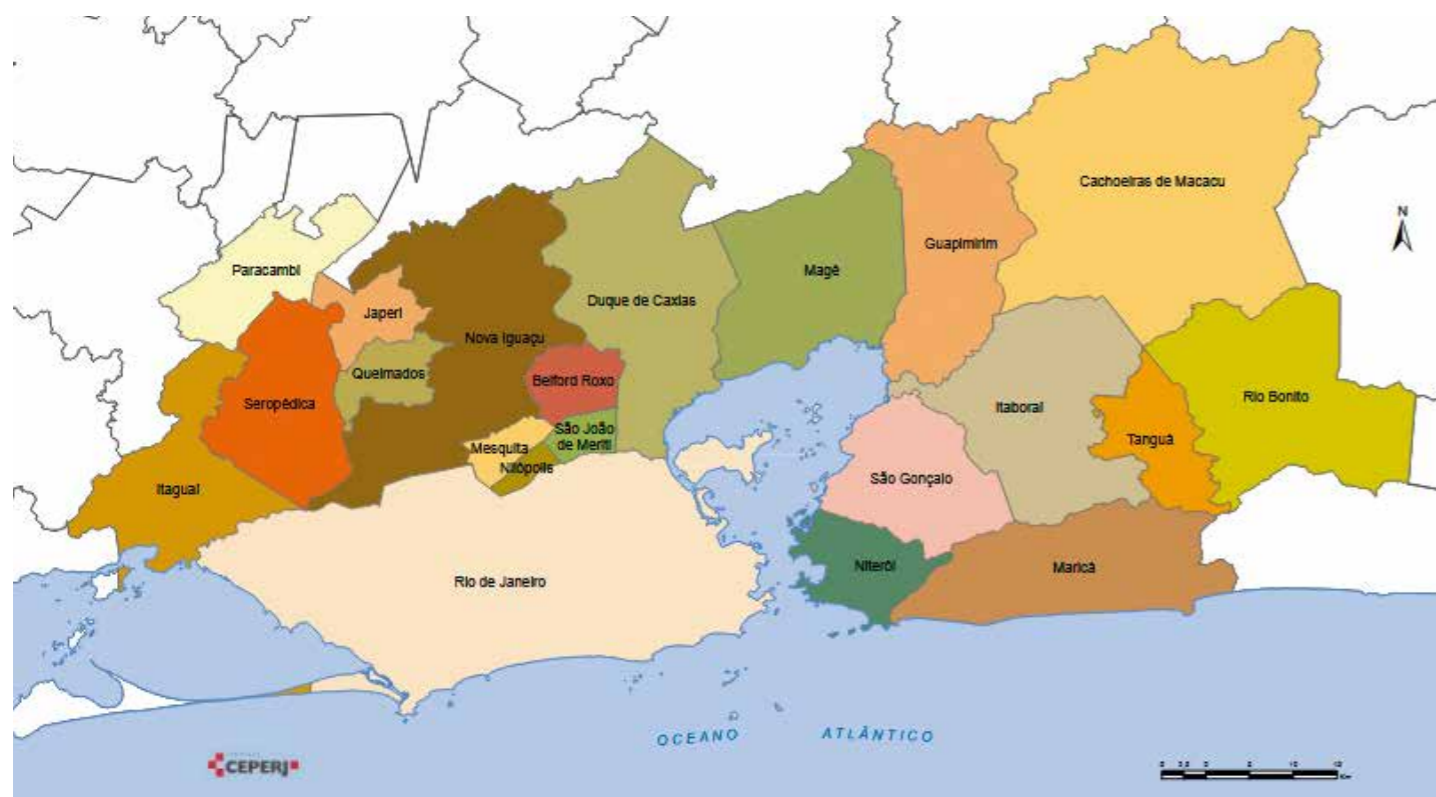 Cachoeiras de Macacu
N
Guapimirim
Magé
Paracambi
Duque de Caxias
Japeri
Nova Iguaçu
Queimados
Belford Roxo
Seropédica
Rio Bonito
Itaboraí
São João
de Meriti
Tanguá
Mesquita
Nilópolis
São Gonçalo
Itaguaí
Niterói
Maricá
Rio de Janeiro
OCEANO ATLÂNTICO
CEPERJ